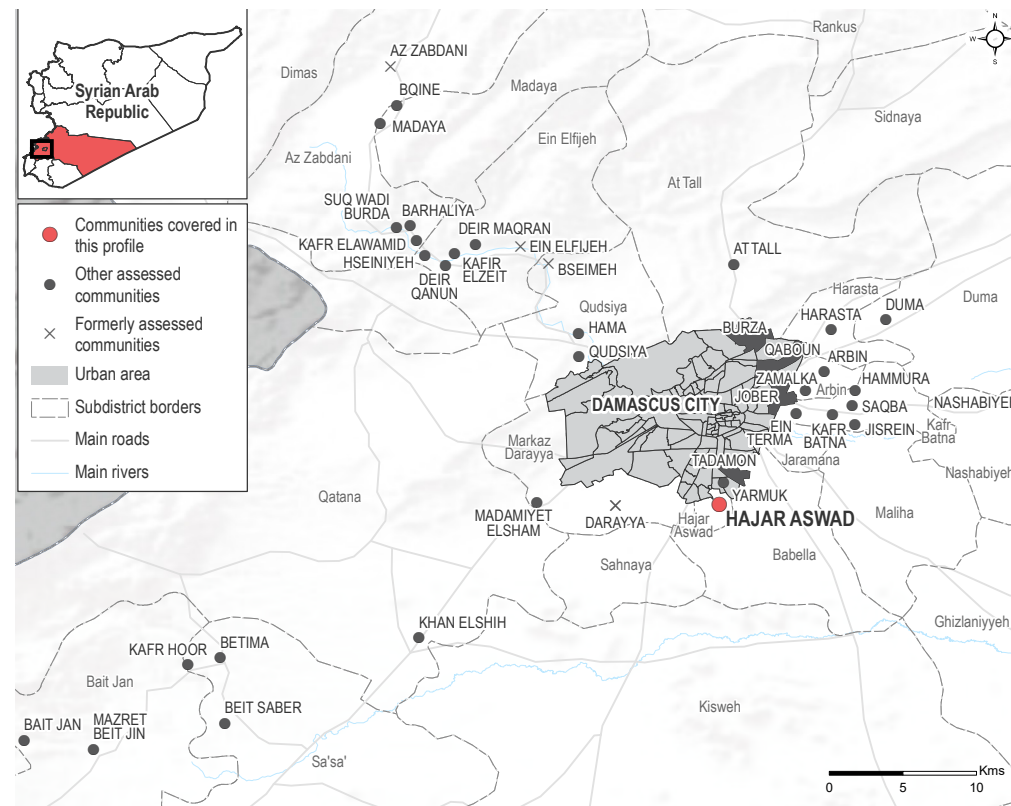 Syrian Arab
Republic
Communities covered in
this profile
Other assessed
communities
Formerly assessed
communities
Urban area
Subdistrict borders
Main roads
Main rivers
N
W
S
Rankus
AZ ZABDANI
Dimas
BQINE
Madaya
MADAYA
Sidnaya
Ein Elfijeh
Az Zabdani
At Tall
SUQ WADI
BURDA
BARHALIYA
DEIR MAQRAN
KAFR ELAWAMID
EIN ELFIJEH
HSEINIYEH
KAFIR
ELZEIT
BSEIMEH
DEIR
QANUN
AT TALL
Harasta
Duma
DUMA
Qudsiya
HARASTA
HAMA
BURZA
QUDSIYA
QABOUN
ARBIN
ZAMALKA
HAMMURA
Arbin
JOBER
DAMASCUS CITY
SAQBA
NASHABIYEH
EIN
TERMA
KAFR
BATNA
JISREIN
Kafr
Batna
Markaz
Darayya
Jaramana
TADAMON
Nashabiyeh
Qatana
YARMUK
MADAMIYET
ELSHAM
DARAYYA
Hajar
Aswad
HAJAR ASWAD
Maliha
Sahnaya
Babella
KHAN ELSHIH
Ghizlaniyyeh
KAFR HOOR
BETIMA
Bait Jan
BEIT SABER
Kisweh
BAIT JAN
MAZRET
BEIT JIN
Sa'sa'
Kms
0 5 10